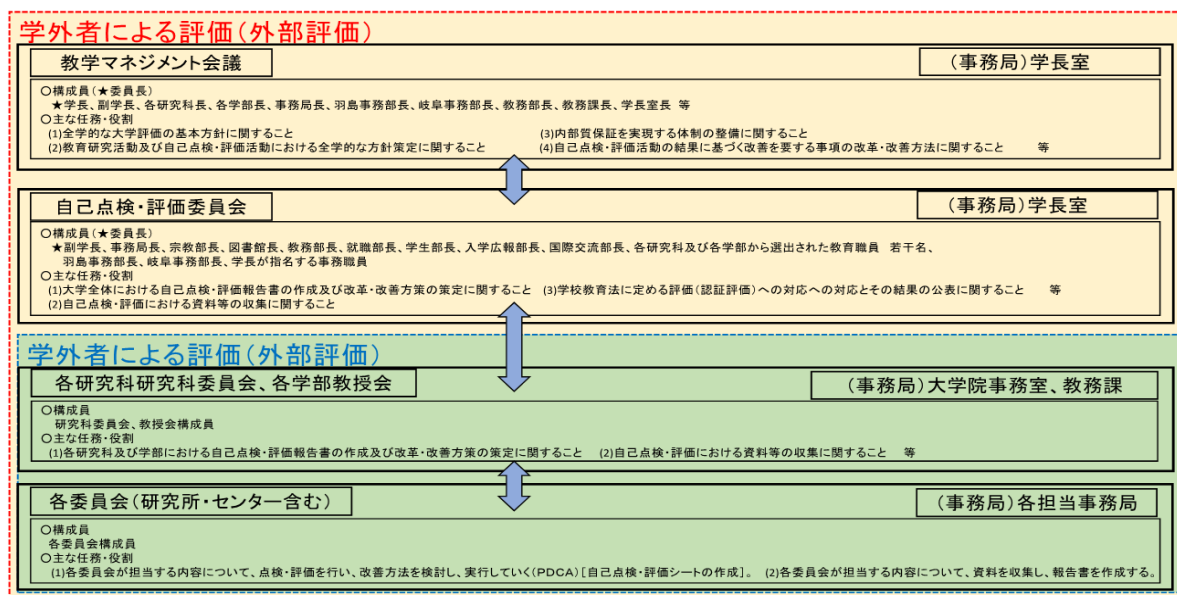 学外者による評価(外部評価)
教学マネジメント会議
(事務局)学長室
〇構成員(★委員長)
★学長、副学長、各研究科長、各学部長、事務局長、羽島事務部長、岐阜事務部長、教務部長、教務課長、学長室長 等
〇主な任務・役割
(1)全学的な大学評価の基本方針に関すること (3)内部質保証を実現する体制の整備に関すること
(2)教育研究活動及び自己点検・評価活動における全学的な方針策定に関すること (4)自己点検・評価活動の結果に基づく改善を要する事項の改革・改善方法に関すること 等
自己点検・評価委員会
(事務局)学長室
〇構成員(★委員長)
★副学長、事務局長、宗教部長、図書館長、教務部長、就職部長、学生部長、入学広報部長、国際交流部長、各研究科及び各学部から選出された教育職員 若干名、
羽島事務部長、岐阜事務部長、学長が指名する事務職員
〇主な任務・役割
(1)大学全体における自己点検・評価報告書の作成及び改革・改善方策の策定に関すること (3)学校教育法に定める評価(認証評価)への対応への対応とその結果の公表に関すること 等
(2)自己点検・評価における資料等の収集に関すること
学外者による評価(外部評価)
各研究科研究科委員会、各学部教授会
(事務局)大学院事務室、教務課
〇構成員
研究科委員会、教授会構成員
〇主な任務・役割
(1)各研究科及び学部における自己点検・評価報告書の作成及び改革・改善方策の策定に関すること (2)自己点検・評価における資料等の収集に関すること 等
各委員会(研究所・センター含む)
(事務局)各担当事務局
〇構成員
各委員会構成員
〇主な任務・役割
(1)各委員会が担当する内容について、点検・評価を行い、改善方法を検討し、実行していく(PDCA)[自己点検・評価シートの作成]。 (2)各委員会が担当する内容について、資料を収集し、報告書を作成する。